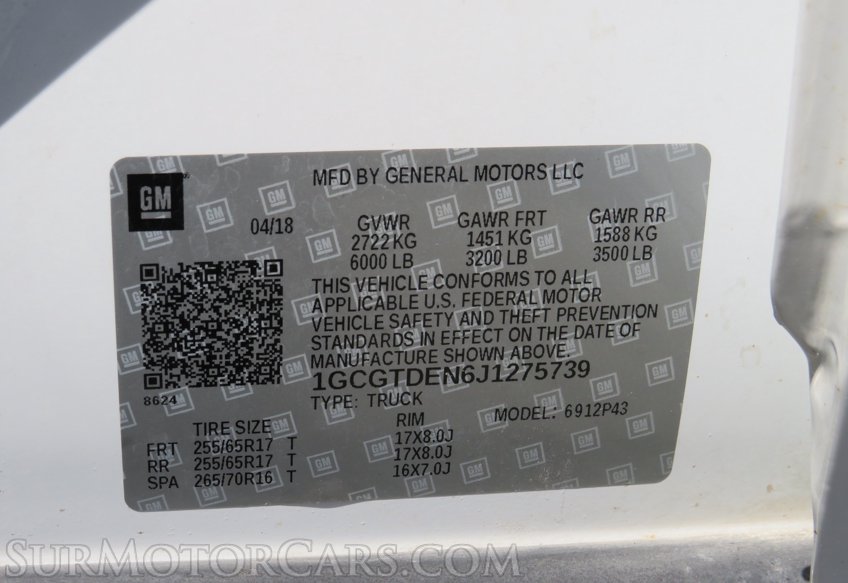 MFD BY GENERAL MOTORS LLC
GM
04/18
GVWR GAWR FRT GAWR RR
2722 KG 1451 KG 1588 KG
6000 LB 3200 LB 3500 LB
THIS VEHICLE CONFORMS TO ALL
APPLICABLE U.S. FEDERAL MOTOR
VEHICLE SAFETY AND THEFT PREVENTION
STANDARDS IN EFFECT ON THE DATE OF
MANUFACTURE SHOWN ABOVE.
1GCGTDEN6J1275739
8624
TYPE: TRUCK MODEL: 6912P43
TIRE SIZE RIM
FRT 255/65R17 T 17X8.0J
RR 255/65R17 T 17X8.0J
SPA 265/70R16 T 16X7.0J
SurMotorCars.com